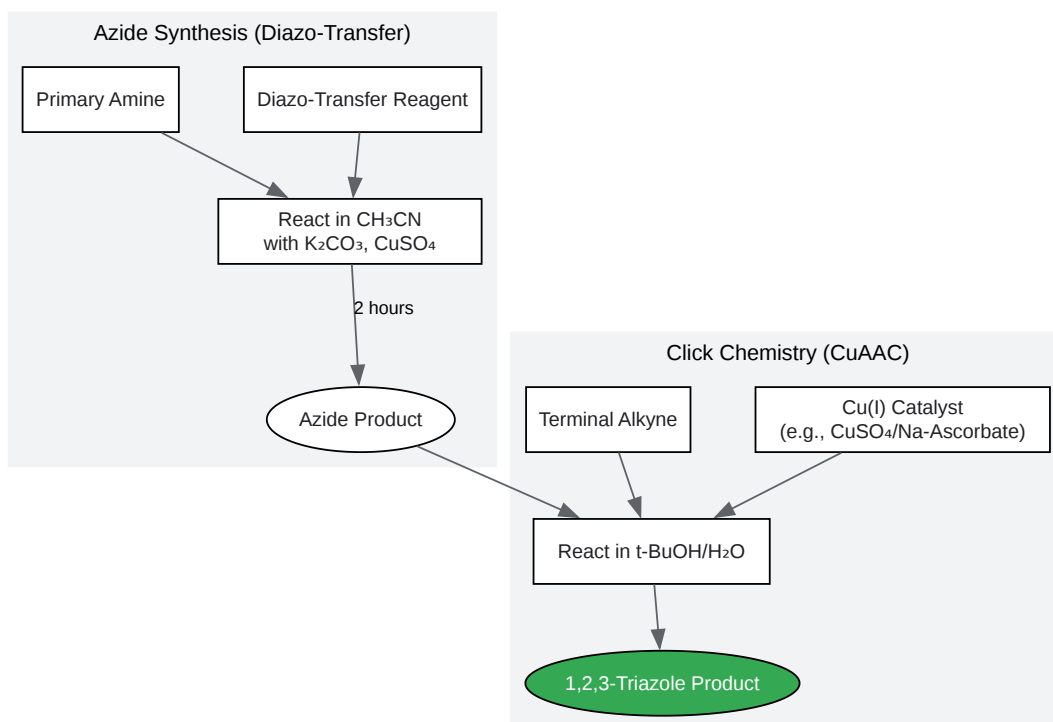 Azide Synthesis (Diazo-Transfer)
Primary Amine
Diazo-Transfer Reagent
React in CH₃CN
with K₂CO₃, CuSO₄
2 hours
Azide Product
Click Chemistry (CuAAC)
Terminal Alkyne
Cu(I) Catalyst
(e.g., CuSO₄/Na-Ascorbate)
React in t-BuOH/H₂O
1,2,3-Triazole Product